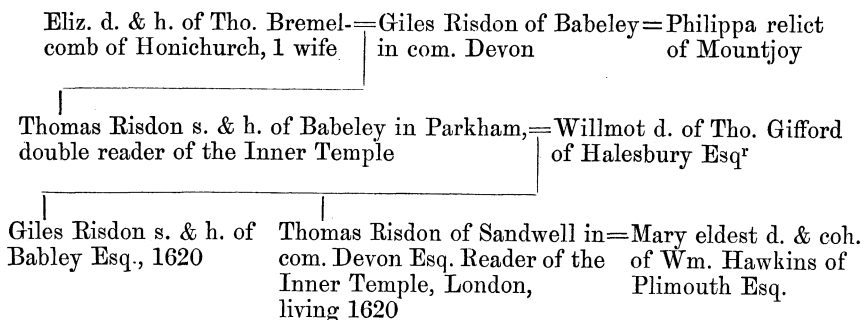 Eliz. d. & h. of Tho. Bremel-=Giles Risdon of Babeley=Philippa relict
comb of Honichurch, 1 wife in com. Devon of Mountjoy
Thomas Risdon s. & h. of Babeley in Parkham,=Willmot d. of Tho. Gifford
double reader of the Inner Temple of Halesbury Esqʳ
Giles Risdon s. & h. of Thomas Risdon of Sandwell in=Mary eldest d. & coh.
Babley Esq., 1620 com. Devon Esq. Reader of the of Wm. Hawkins of
Inner Temple, London, Plimouth Esq.
living 1620